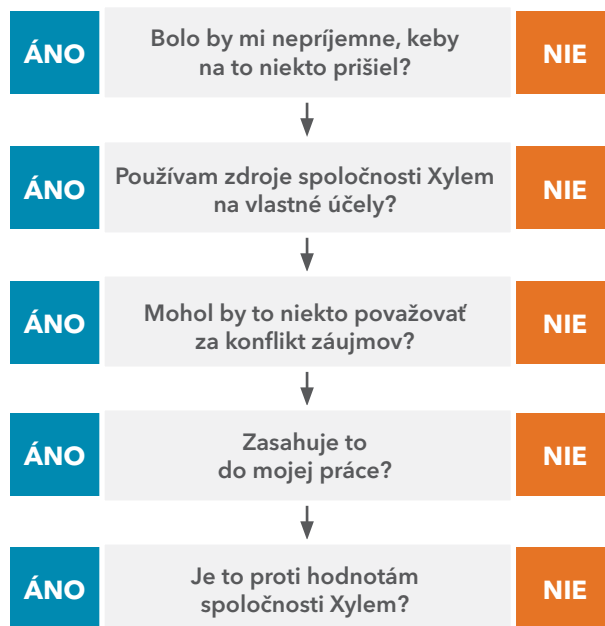 ÁNO
Bolo by mi nepríjemne, keby
na to niekto prišiel?
NIE
ÁNO
Používam zdroje spoločnosti Xylem
na vlastné účely?
NIE
ÁNO
Mohol by to niekto považovať
za konflikt záujmov?
NIE
ÁNO
Zasahuje to
do mojej práce?
NIE
ÁNO
Je to proti hodnotám
spoločnosti Xylem?
NIE